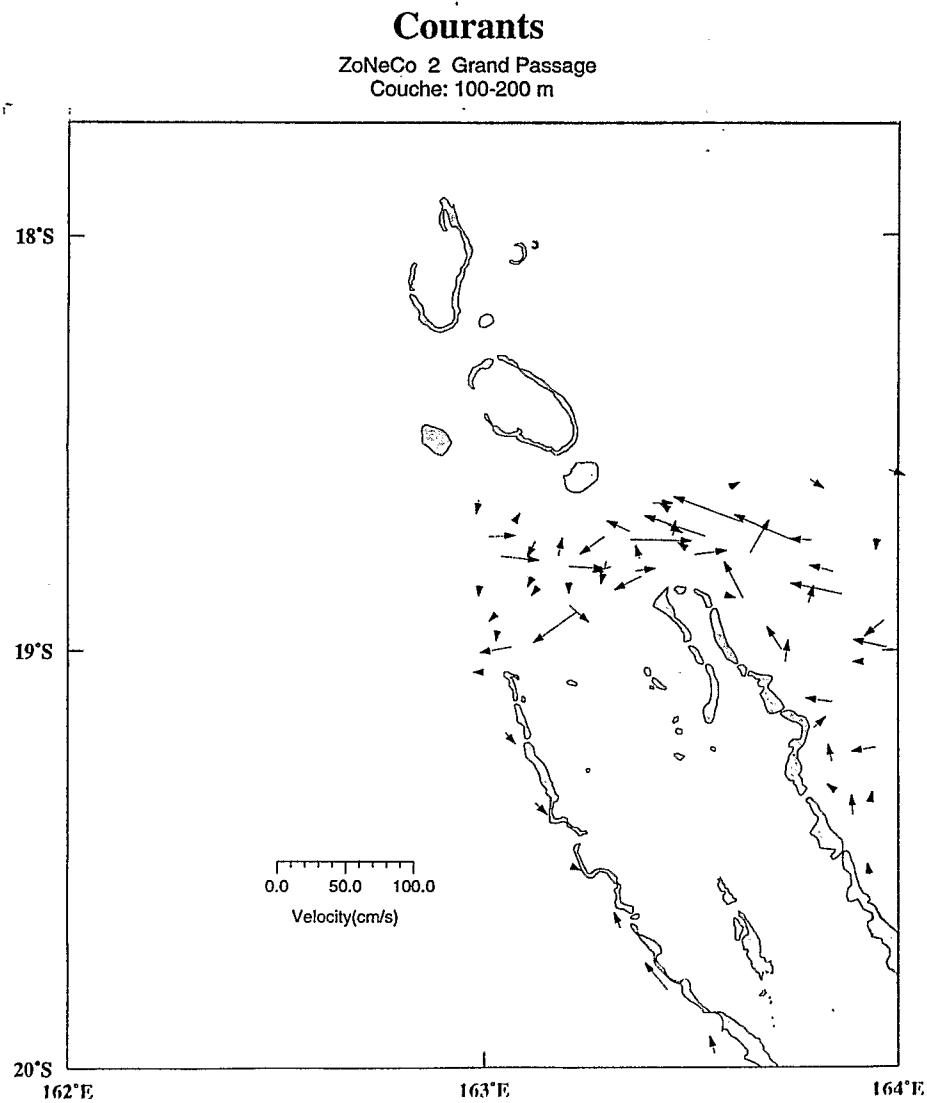 Courants
ZoNeCo 2 Grand Passage
Couche: 100-200 m
18°S
19°S
0.0 50.0 100.0
Velocity(cm/s)
20°S
162°E 163°E 164°E